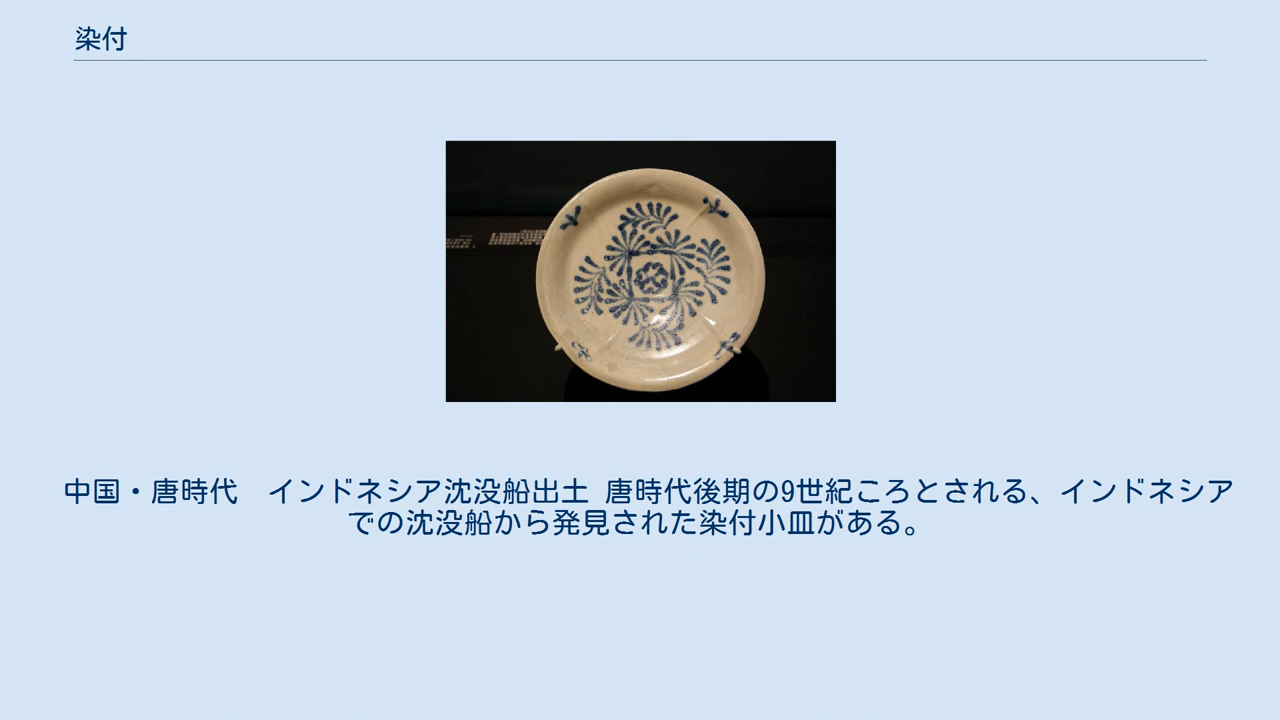 染付
中国・唐時代　インドネシア沈没船出土 唐時代後期の9世紀ころとされる、インドネシア
での沈没船から発見された染付小皿がある。